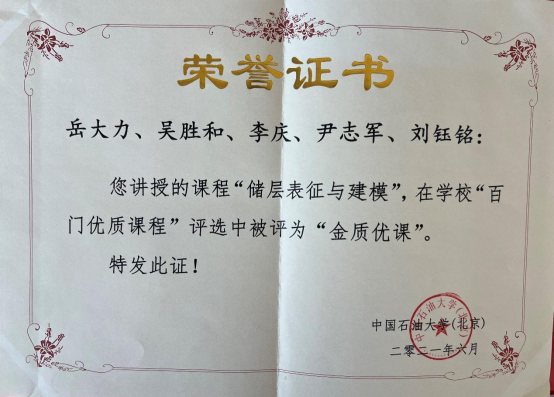 荣誉证书
岳大力、吴胜和、李庆、尹志军、刘钰铭：
您讲授的课程“储层表征与建模”，在学校“百
门优质课程”评选中被评为“金质优课”。
特发此证！
中国石油大学(北京)
二〇二一年六月